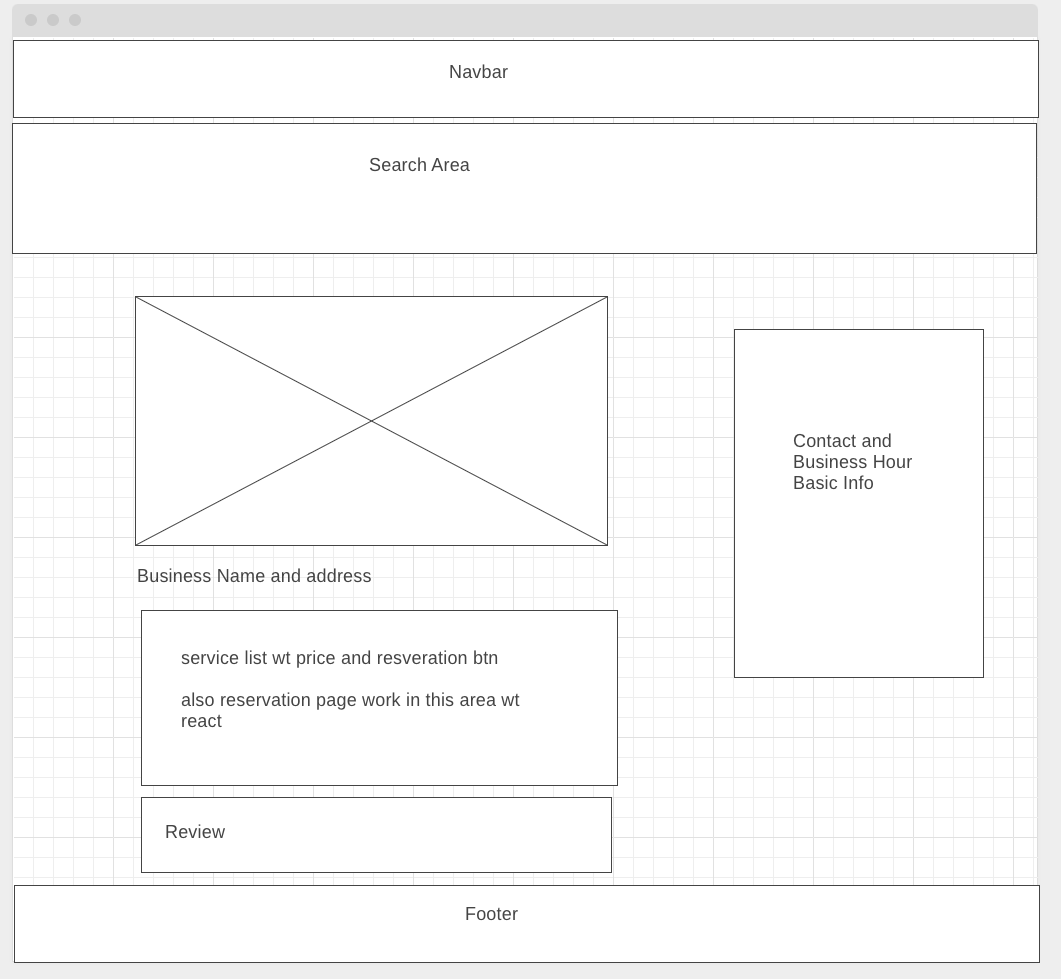 Navbar
Search Area
Contact and
Business Hour
Basic Info
Business Name and address
service list wt price and resveration btn
also reservation page work in this area wt
react
Review
Footer